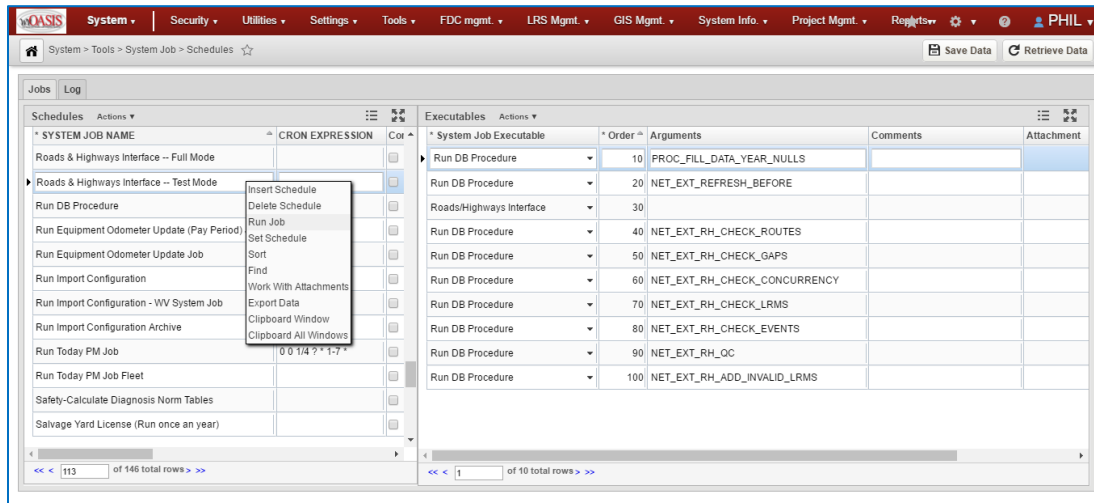 wvOASIS System Security Utilities Settings Tools FDC mgmt. LRS Mgmt. GIS Mgmt. System Info. Project Mgmt. Reports PHIL
System > Tools > System Job > Schedules Save Data Retrieve Data
Jobs Log
Schedules Actions Executables Actions
* SYSTEM JOB NAME CRON EXPRESSION Cor * System Job Executable * Order Arguments Comments Attachment
Roads & Highways Interface -- Full Mode Run DB Procedure 10 PROC_FILL_DATA_YEAR_NULLS
Roads & Highways Interface -- Test Mode Run DB Procedure 20 NET_EXT_REFRESH_BEFORE
Insert Schedule
Run DB Procedure Delete Schedule Roads/Highways Interface 30
Run Job
Run Equipment Odometer Update (Pay Period) Run DB Procedure 40 NET_EXT_RH_CHECK_ROUTES
Set Schedule
Run Equipment Odometer Update Job Sort Run DB Procedure 50 NET_EXT_RH_CHECK_GAPS
Find
Run Import Configuration Run DB Procedure 60 NET_EXT_RH_CHECK_CONCURRENCY
Work With Attachments
Run Import Configuration - WV System Job Export Data Run DB Procedure 70 NET_EXT_RH_CHECK_LRMS
Clipboard Window
Run Import Configuration Archive Run DB Procedure 80 NET_EXT_RH_CHECK_EVENTS
Clipboard All Windows
Run Today PM Job 0 0 1/4 ? * 1-7 * Run DB Procedure 90 NET_EXT_RH_QC
Run Today PM Job Fleet Run DB Procedure 100 NET_EXT_RH_ADD_INVALID_LRMS
Safety-Calculate Diagnosis Norm Tables
Salvage Yard License (Run once an year)
<< < 113 of 146 total rows > >> << < 1 of 10 total rows > >>